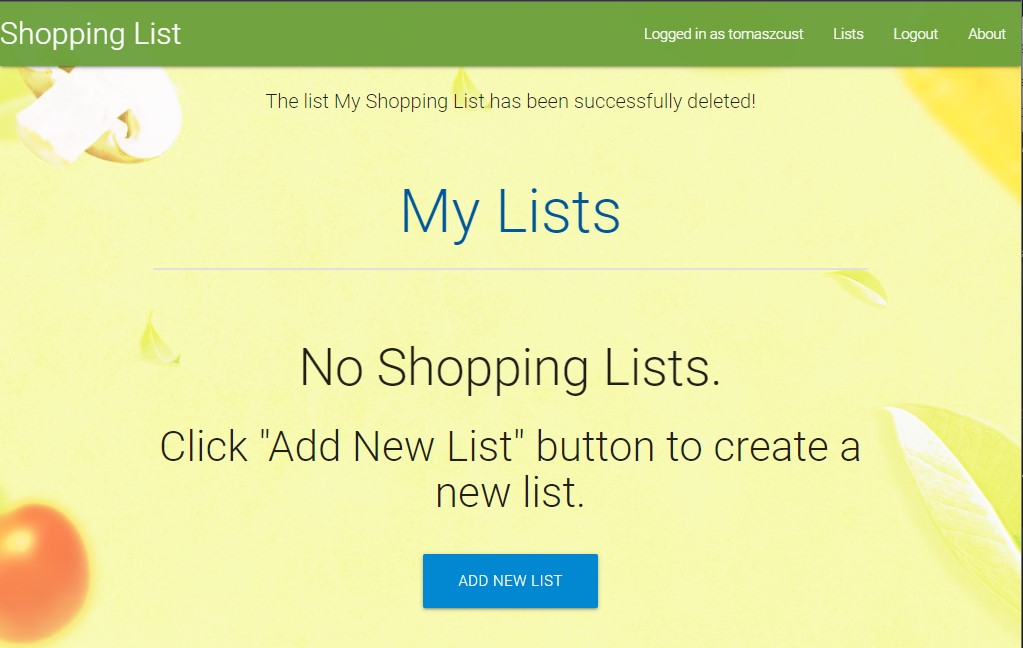 Shopping List
Logged in as tomaszcust Lists Logout About
The list My Shopping List has been successfully deleted!
My Lists
No Shopping Lists.
Click "Add New List" button to create a
new list.
ADD NEW LIST